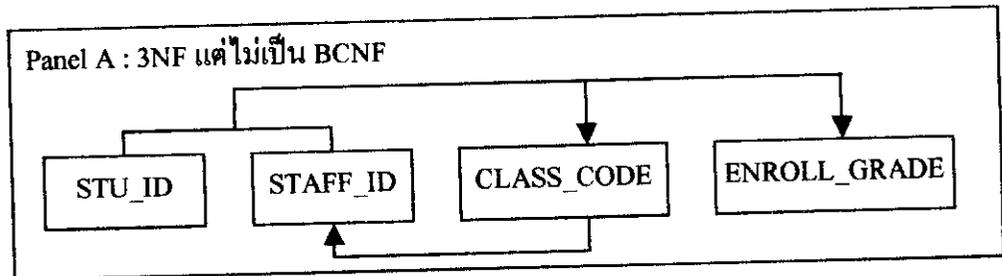 Panel A : 3NF แต่ไม่เป็น BCNF
STU_ID STAFF_ID CLASS_CODE ENROLL_GRADE